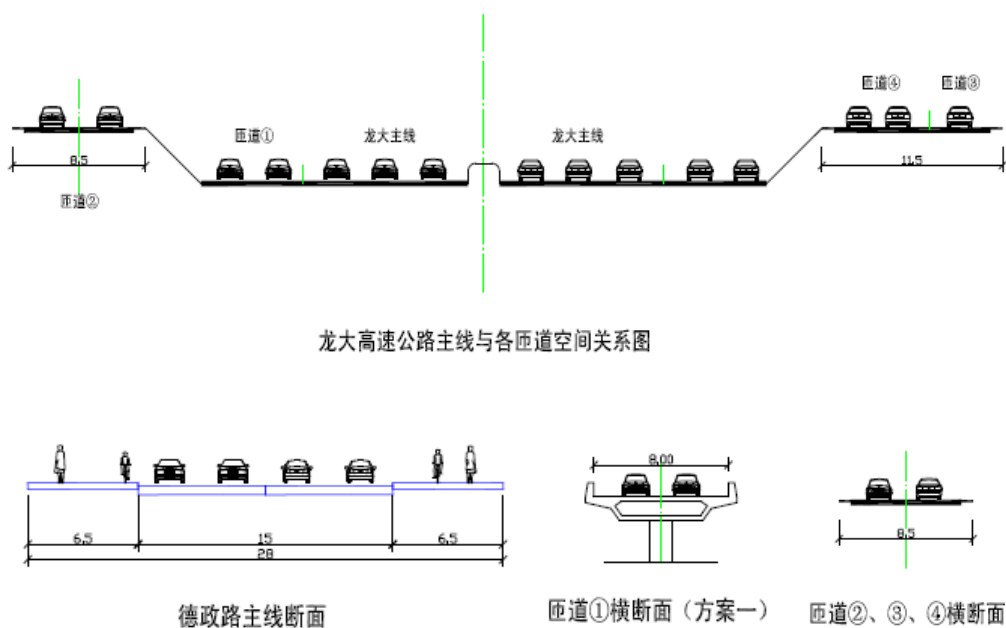 匝道④ 匝道③
匝道① 龙大主线 龙大主线
8.5 11.5
匝道②
龙大高速公路主线与各匝道空间关系图
8.00
6.5 15 6.5 8.5
28
德政路主线断面 匝道①横断面（方案一） 匝道②、③、④横断面